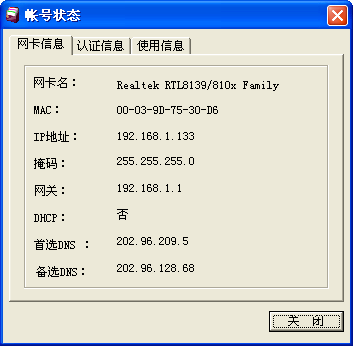 帐号状态
网卡信息 认证信息 使用信息
网卡名： Realtek RTL8139/810x Family
MAC： 00-03-9D-75-30-D6
IP地址： 192.168.1.133
掩码： 255.255.255.0
网关： 192.168.1.1
DHCP： 否
首选DNS ： 202.96.209.5
备选DNS： 202.96.128.68
关 闭